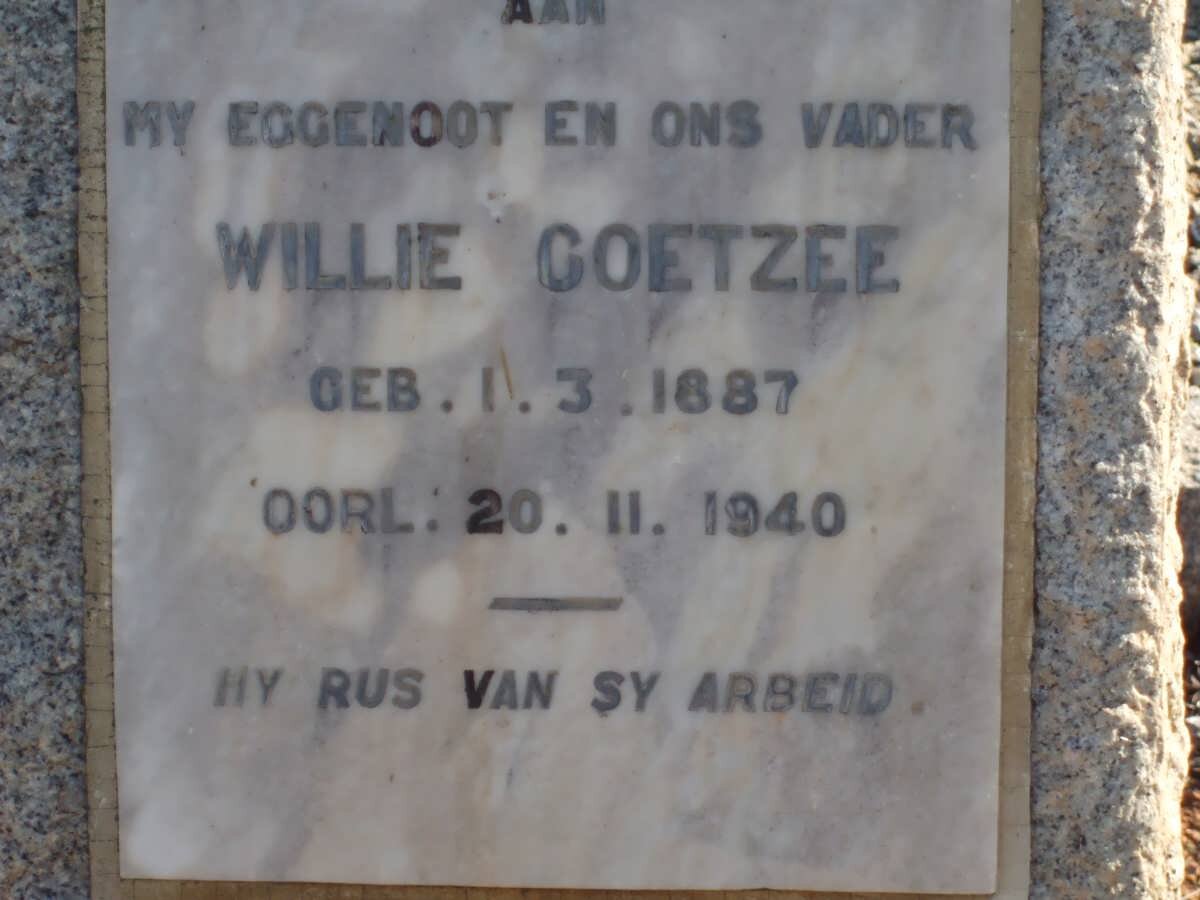 AAN
MY EGGENOOT EN ONS VADER
WILLIE COETZEE
GEB. 1. 3. 1887
OORL. 20. 11. 1940
HY RUS VAN SY ARBEID.